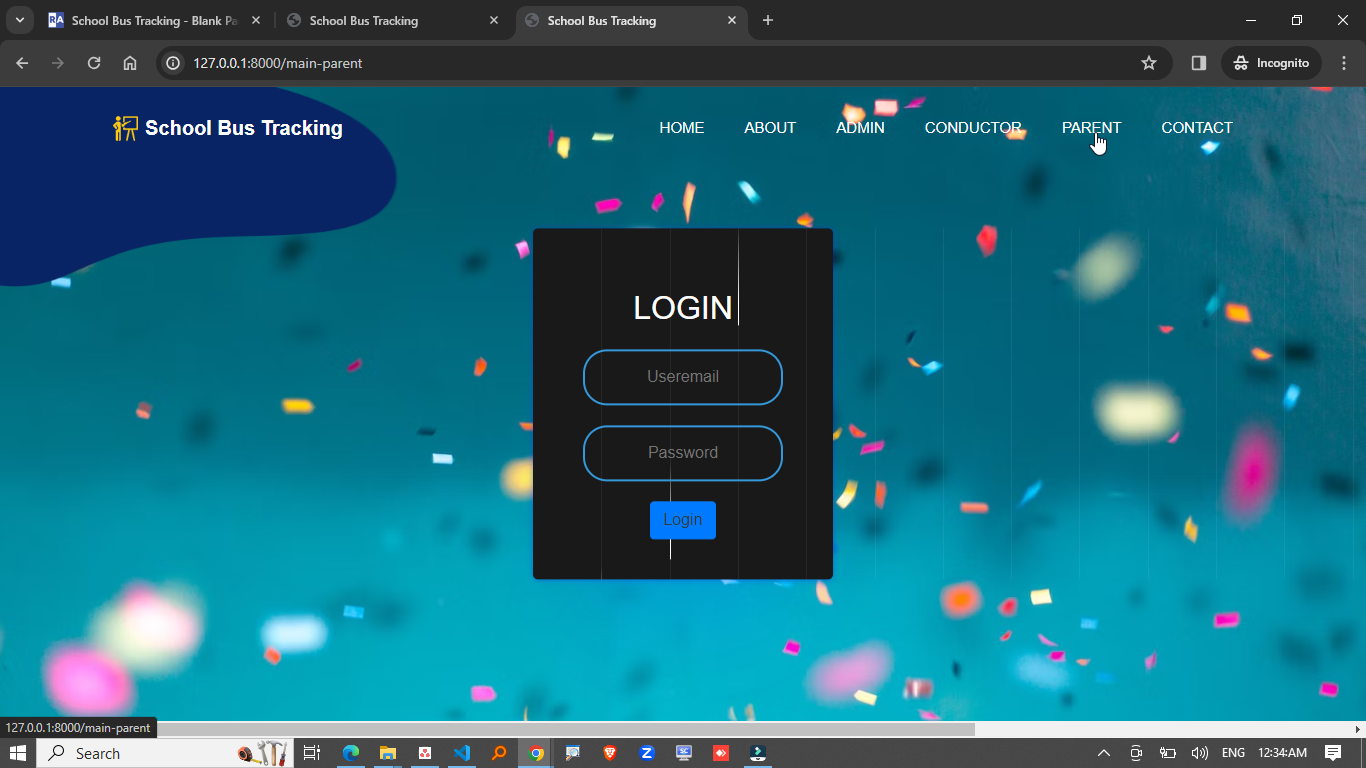 School Bus Tracking - Blank Pa
School Bus Tracking
School Bus Tracking
127.0.0.1:8000/main-parent
Incognito
School Bus Tracking
HOME
ABOUT
ADMIN
CONDUCTOR
PARENT
CONTACT
LOGIN
Useremail
Password
Login
127.0.0.1:8000/main-parent
Search
ENG
12:34 AM